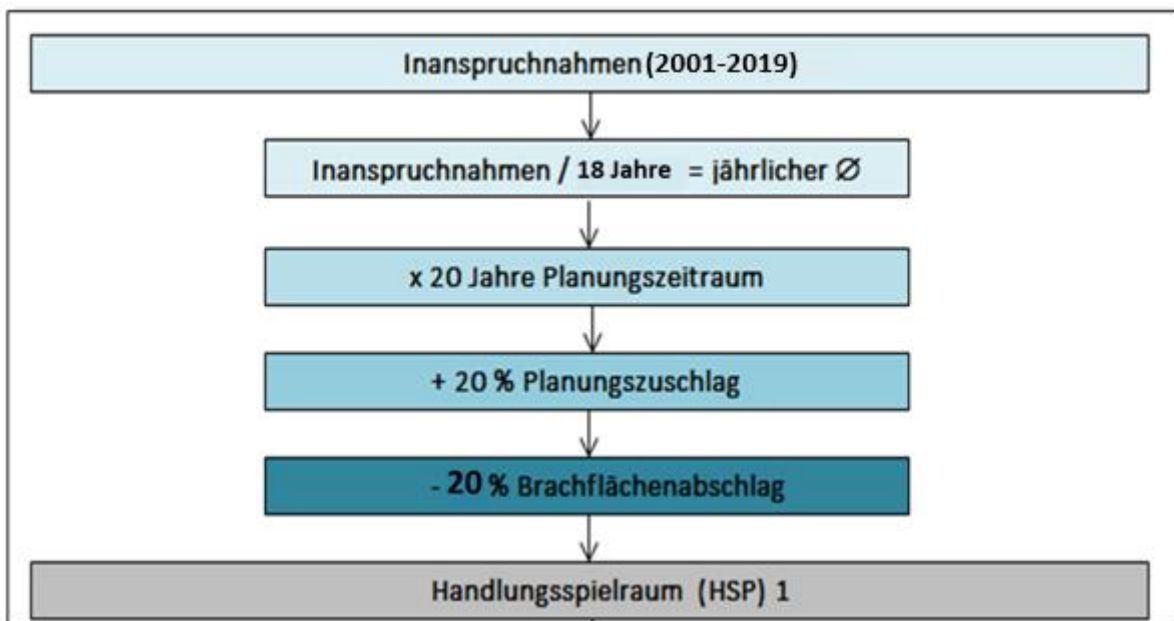 Inanspruchnahmen (2001-2019)
Inanspruchnahmen / 18 Jahre = jährlicher Ø
x 20 Jahre Planungszeitraum
+ 20 % Planungszuschlag
- 20 % Brachflächenabschlag
Handlungsspielraum (HSP) 1